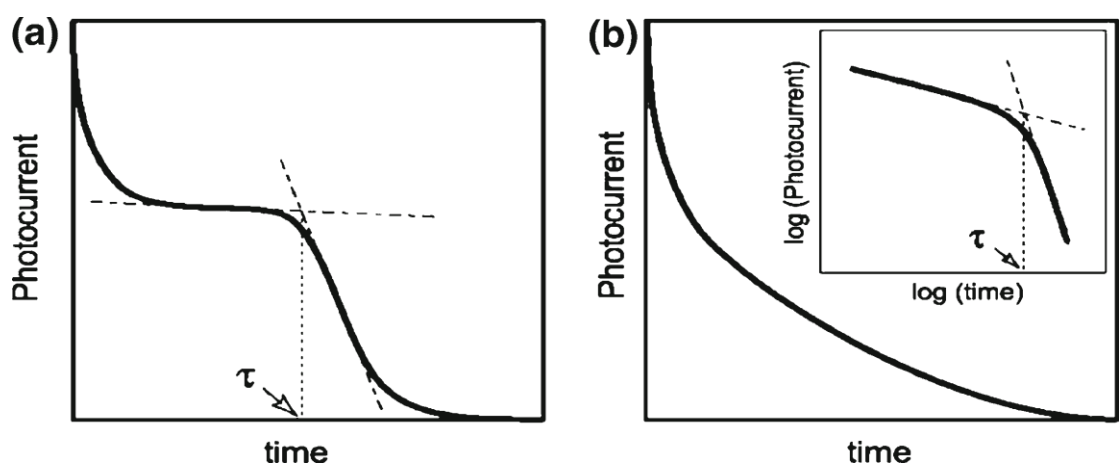 (a)
Photocurrent
τ
time
(b)
Photocurrent
log (Photocurrent)
τ
log (time)
time